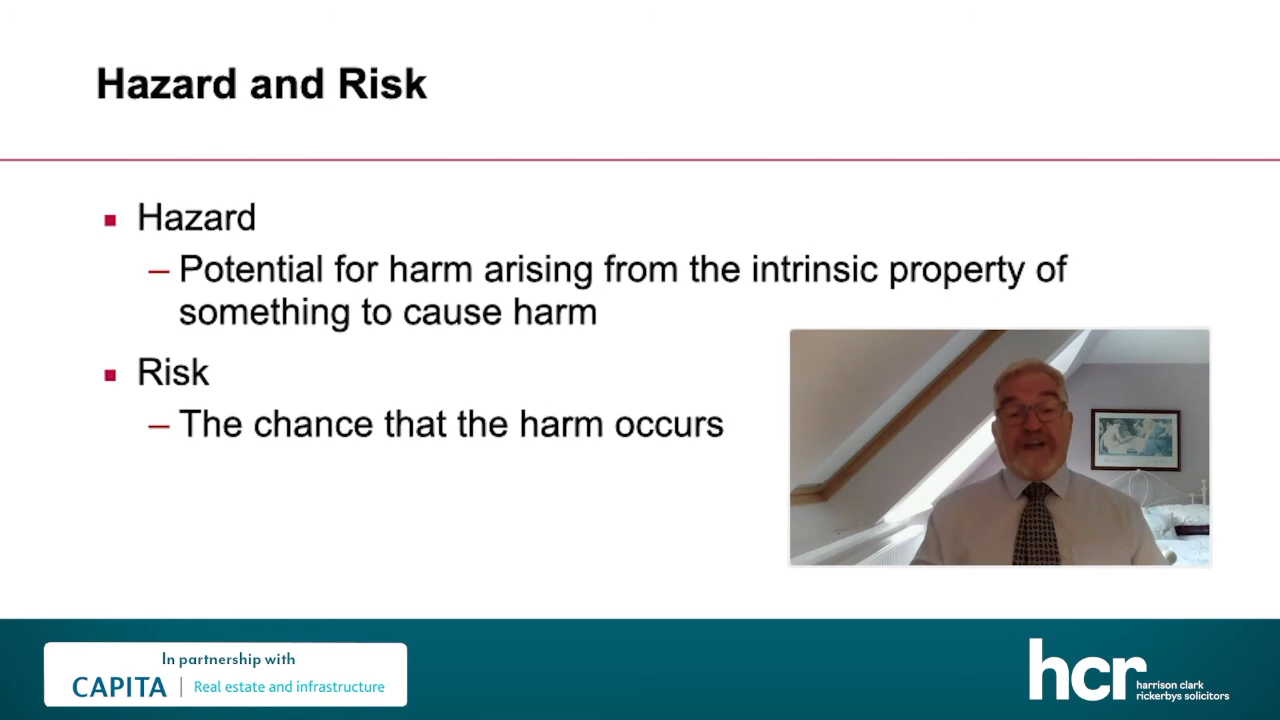 Hazard and Risk
Hazard
– Potential for harm arising from the intrinsic property of
something to cause harm
Risk
– The chance that the harm occurs
In partnership with
CAPITA | Real estate and infrastructure
hcr harrison clark
rickerbys solicitors